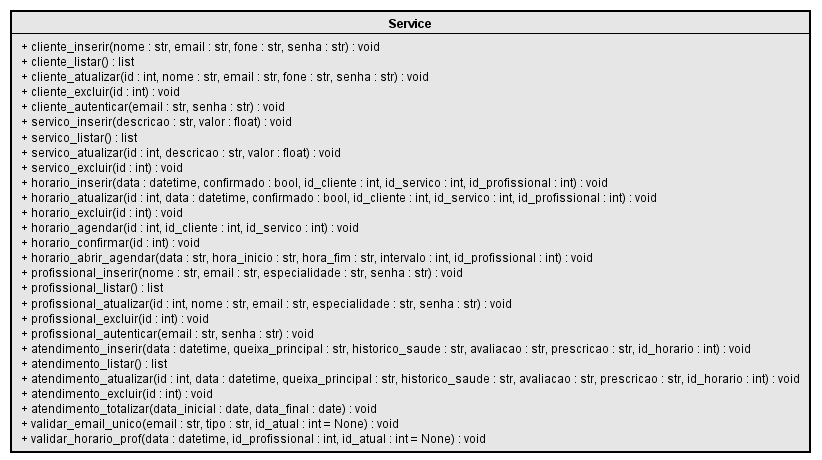 Service
+ cliente_inserir(nome : str, email : str, fone : str, senha : str) : void
+ cliente_listar() : list
+ cliente_atualizar(id : int, nome : str, email : str, fone : str, senha : str) : void
+ cliente_excluir(id : int) : void
+ cliente_autenticar(email : str, senha : str) : void
+ servico_inserir(descricao : str, valor : float) : void
+ servico_listar() : list
+ servico_atualizar(id : int, descricao : str, valor : float) : void
+ servico_excluir(id : int) : void
+ horario_inserir(data : datetime, confirmado : bool, id_cliente : int, id_servico : int, id_profissional : int) : void
+ horario_atualizar(id : int, data : datetime, confirmado : bool, id_cliente : int, id_servico : int, id_profissional : int) : void
+ horario_excluir(id : int) : void
+ horario_agendar(id : int, id_cliente : int, id_servico : int) : void
+ horario_confirmar(id : int) : void
+ horario_abrir_agendar(data : str, hora_inicio : str, hora_fim : str, intervalo : int, id_profissional : int) : void
+ profissional_inserir(nome : str, email : str, especialidade : str, senha : str) : void
+ profissional_listar() : list
+ profissional_atualizar(id : int, nome : str, email : str, especialidade : str, senha : str) : void
+ profissional_excluir(id : int) : void
+ profissional_autenticar(email : str, senha : str) : void
+ atendimento_inserir(data : datetime, queixa_principal : str, historico_saude : str, avaliacao : str, prescricao : str, id_horario : int) : void
+ atendimento_listar() : list
+ atendimento_atualizar(id : int, data : datetime, queixa_principal : str, historico_saude : str, avaliacao : str, prescricao : str, id_horario : int) : void
+ atendimento_excluir(id : int) : void
+ atendimento_totalizar(data_inicial : date, data_final : date) : void
+ validar_email_unico(email : str, tipo : str, id_atual : int = None) : void
+ validar_horario_prof(data : datetime, id_profissional : int, id_atual : int = None) : void